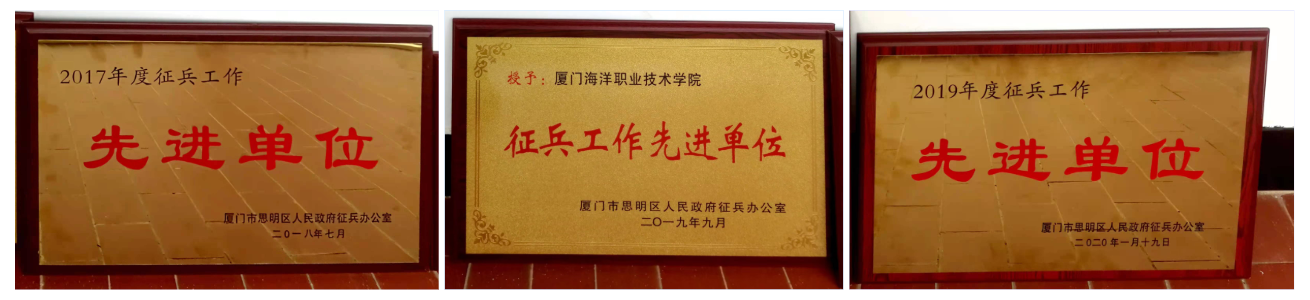 2017年度征兵工作
先进单位
厦门市思明区人民政府征兵办公室
二0一八年七月
授予：厦门海洋职业技术学院
征兵工作先进单位
厦门市思明区人民政府征兵办公室
二〇一九年九月
2019年度征兵工作
先进单位
厦门市思明区人民政府征兵办公室
二0二0年一月十九日